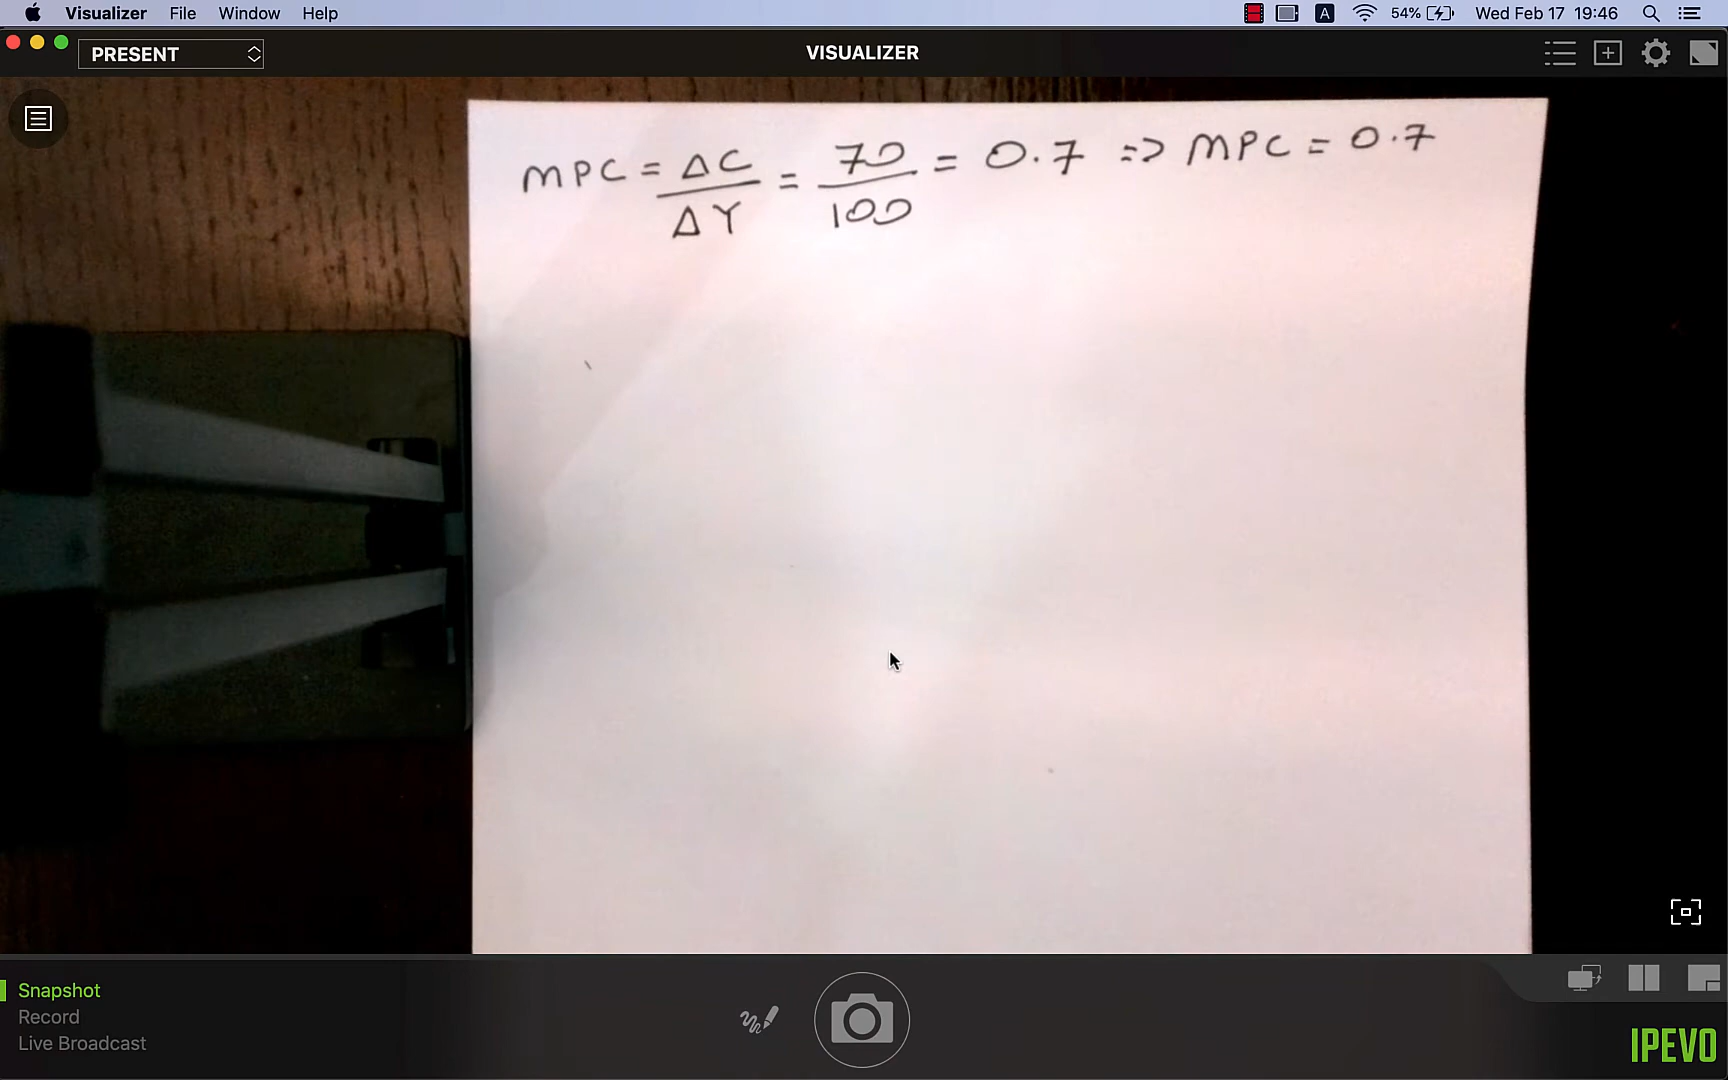 Visualizer File Window Help 54% Wed Feb 17 19:46
PRESENT VISUALIZER
MPC = ΔC/ΔY = 70/100 = 0.7 => MPC = 0.7
Snapshot
Record
Live Broadcast
IPEVO